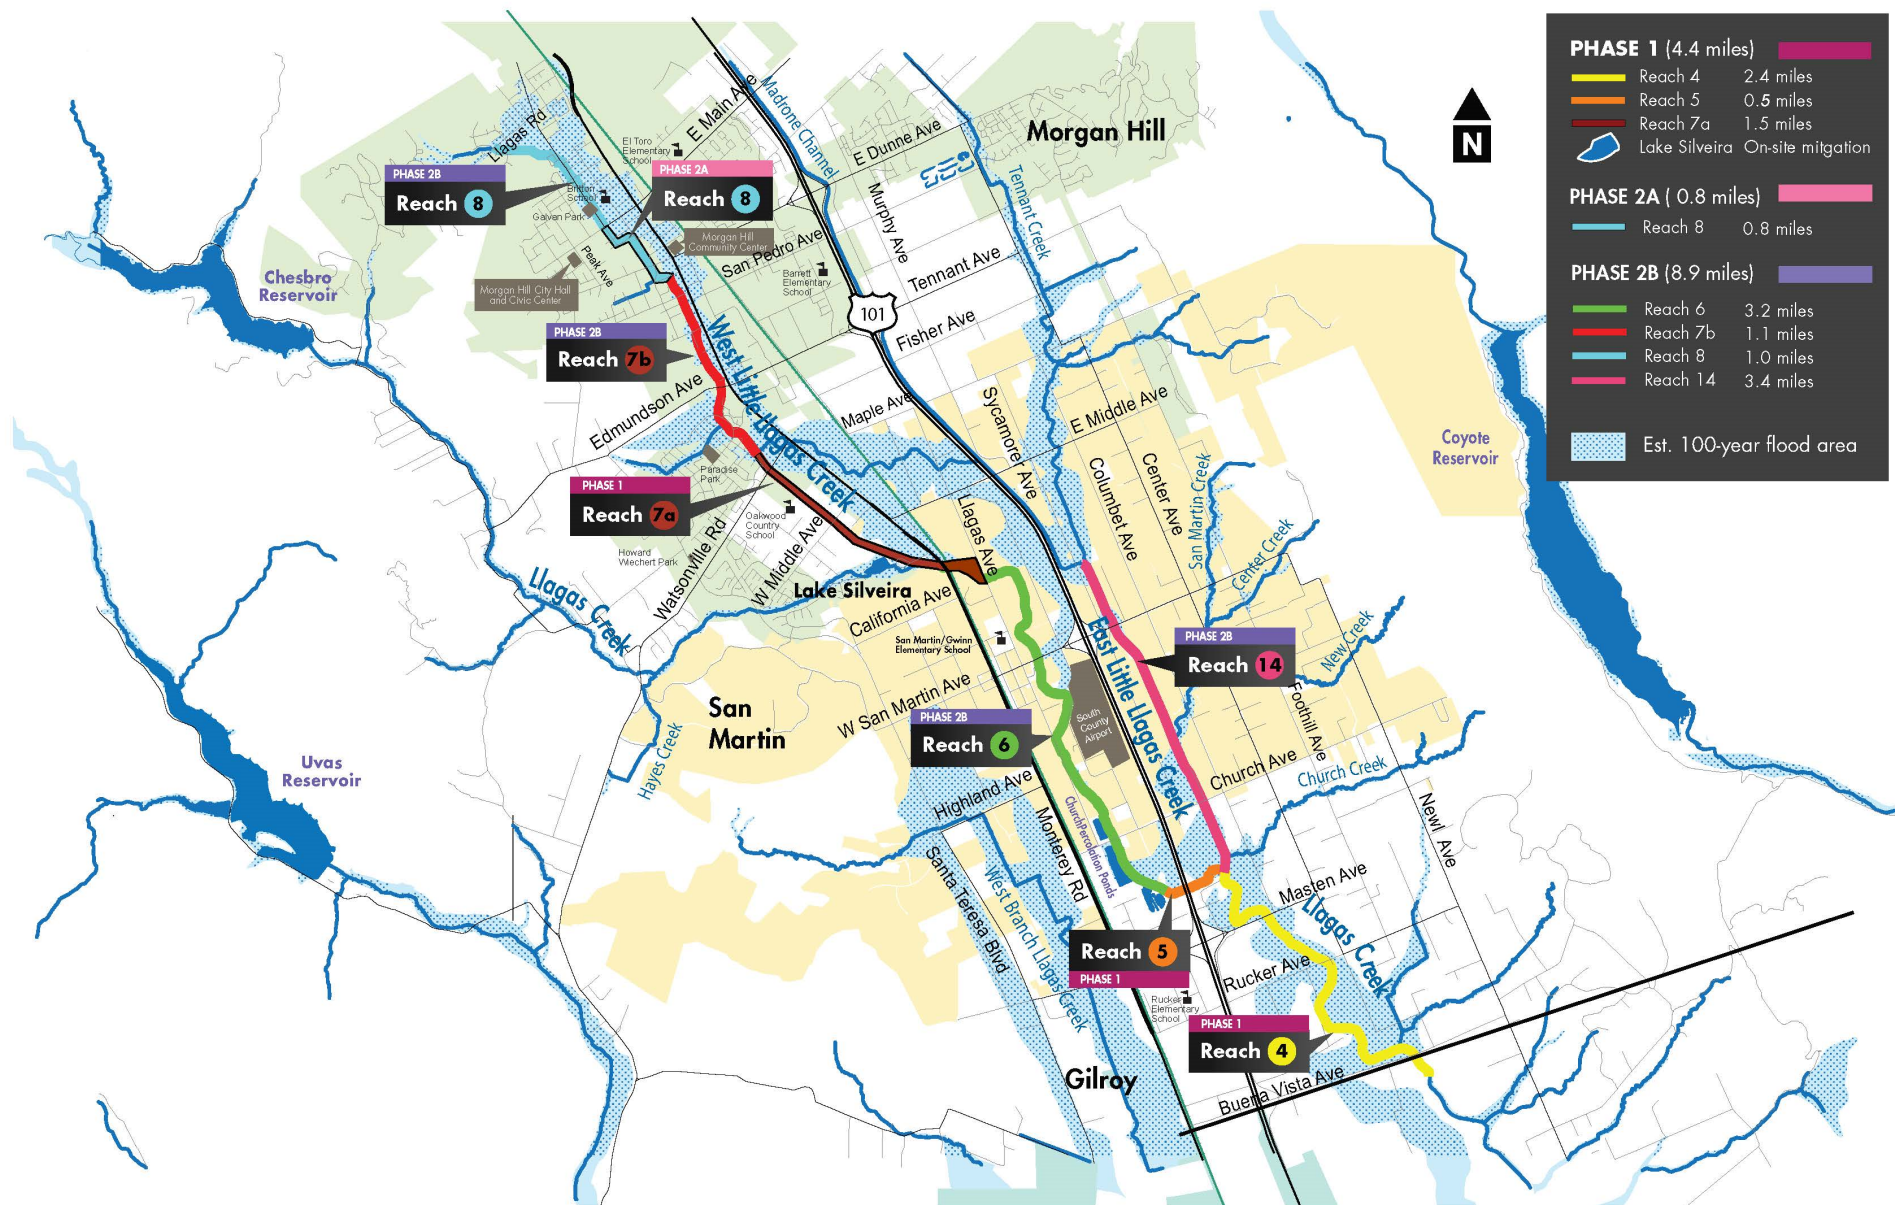 PHASE 1 (4.4 miles)
Reach 4 2.4 miles
Reach 5 0.5 miles
Reach 7a 1.5 miles
Lake Silveira On-site mitgation
PHASE 2A ( 0.8 miles)
Reach 8 0.8 miles
PHASE 2B (8.9 miles)
Reach 6 3.2 miles
Reach 7b 1.1 miles
Reach 8 1.0 miles
Reach 14 3.4 miles
Est. 100-year flood area
N
Morgan Hill
Madrone Channel
E Main Ave
E Dunne Ave
Llagas Rd
El Toro
Elementary
School
PHASE 2B
Reach 8
PHASE 2A
Reach 8
Britton
School
Galvan Park
Morgan Hill
Community Center
Peak Ave
Morgan Hill City Hall
and Civic Center
San Pedro Ave
Barrett
Elementary
School
Murphy Ave
Tennant Creek
Tennant Ave
101
Fisher Ave
Chesbro
Reservoir
PHASE 2B
Reach 7b
West Little Llagas Creek
Edmundson Ave
Maple Ave
Sycamorer Ave
E Middle Ave
Coyote
Reservoir
Paradise
Park
PHASE 1
Reach 7a
Oakwood
Country
School
Howard
Wiechert Park
Watsonville Rd
W Middle Ave
Llagas Ave
Columbet Ave
Center Ave
San Martin Creek
Center Creek
Llagas Creek
Lake Silveira
California Ave
San Martin/Gwinn
Elementary School
East Little Llagas Creek
PHASE 2B
Reach 14
New Creek
Foothill Ave
San
Martin
W San Martin Ave
South
County
Airport
PHASE 2B
Reach 6
Hayes Creek
Uvas
Reservoir
Highland Ave
Monterey Rd
ChurchPercolation Ponds
Church Ave
Church Creek
Newl Ave
Santa Teresa Blvd
West Branch Llagas Creek
Masten Ave
Llagas Creek
Reach 5
PHASE 1
Rucker Ave
Rucker
Elementary
School
PHASE 1
Reach 4
Gilroy
Buena Vista Ave